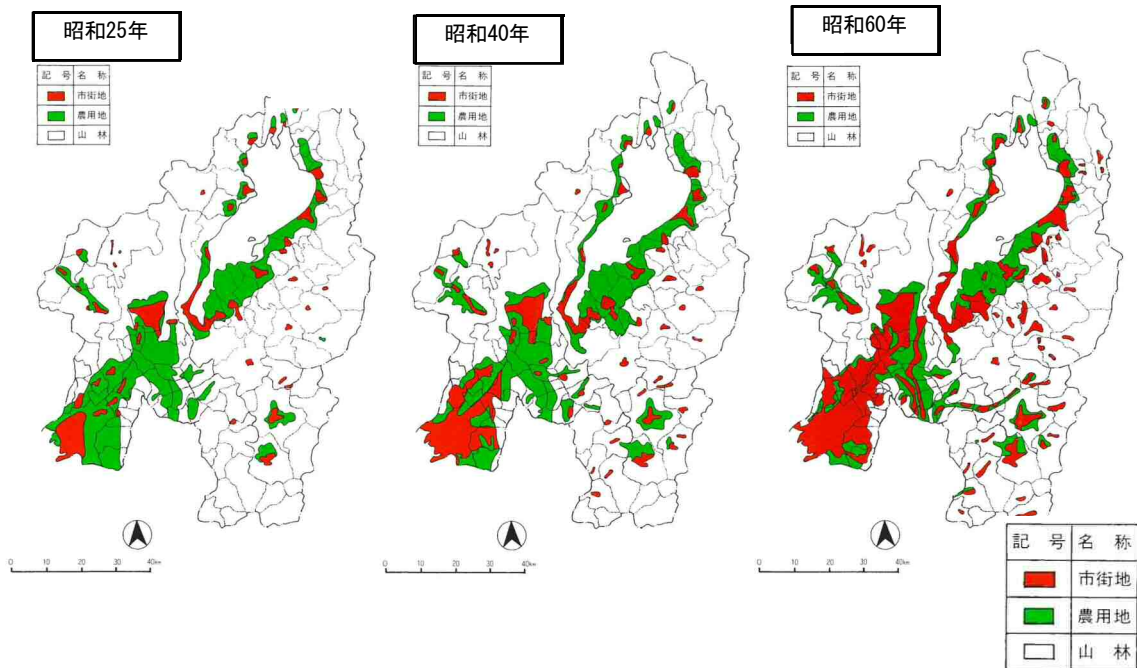 昭和25年
記 号 名 称
市街地
農用地
山 林
0 10 20 30 40km
昭和40年
記 号 名 称
市街地
農用地
山 林
0 10 20 30 40km
昭和60年
記 号 名 称
市街地
農用地
山 林
0 10 20 30 40km
記 号 名 称
市街地
農用地
山 林